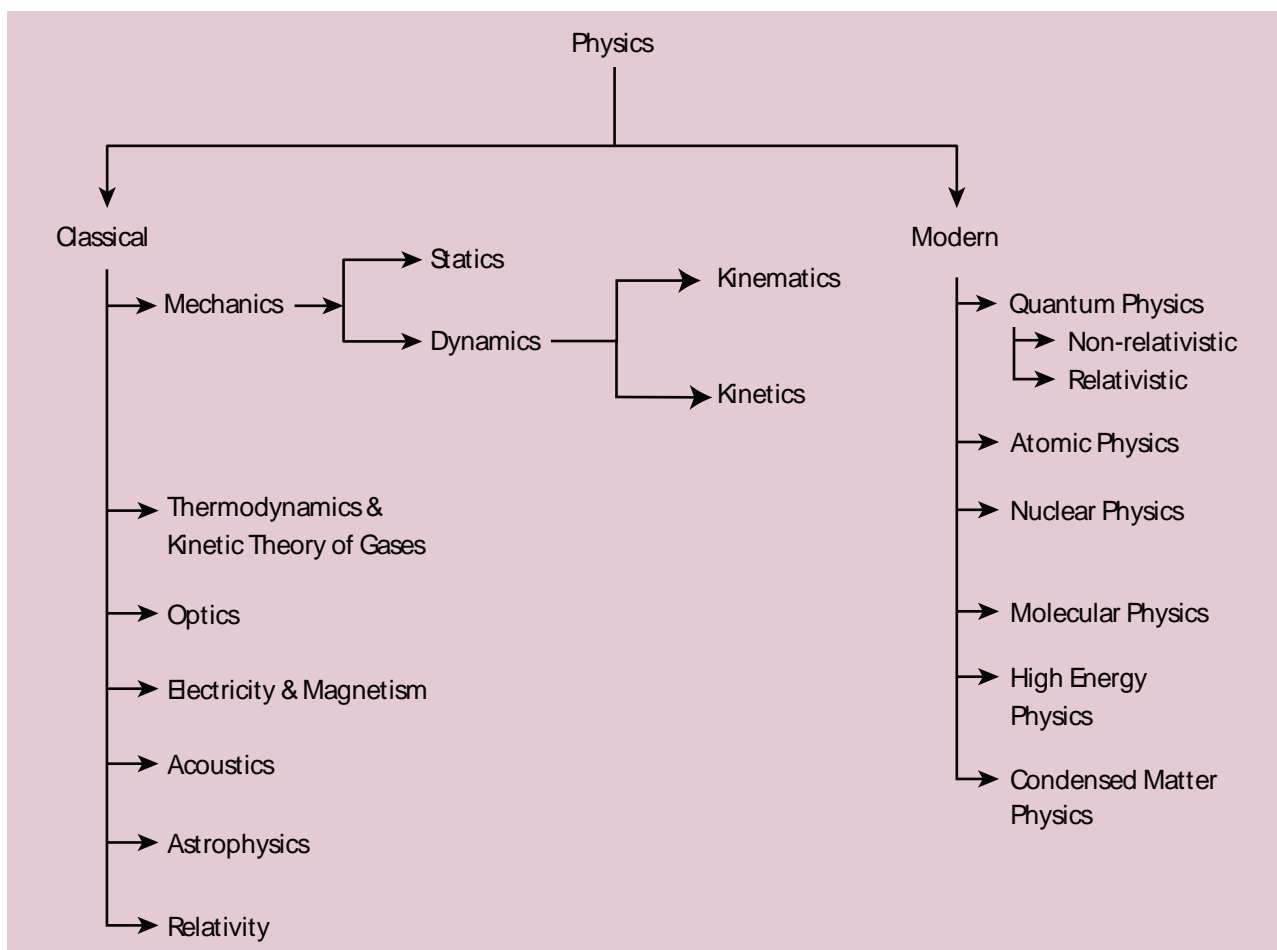 Physics
Classical
Mechanics
Statics
Dynamics
Kinematics
Kinetics
Thermodynamics &
Kinetic Theory of Gases
Optics
Electricity & Magnetism
Acoustics
Astrophysics
Relativity
Modern
Quantum Physics
Non-relativistic
Relativistic
Atomic Physics
Nuclear Physics
Molecular Physics
High Energy
Physics
Condensed Matter
Physics